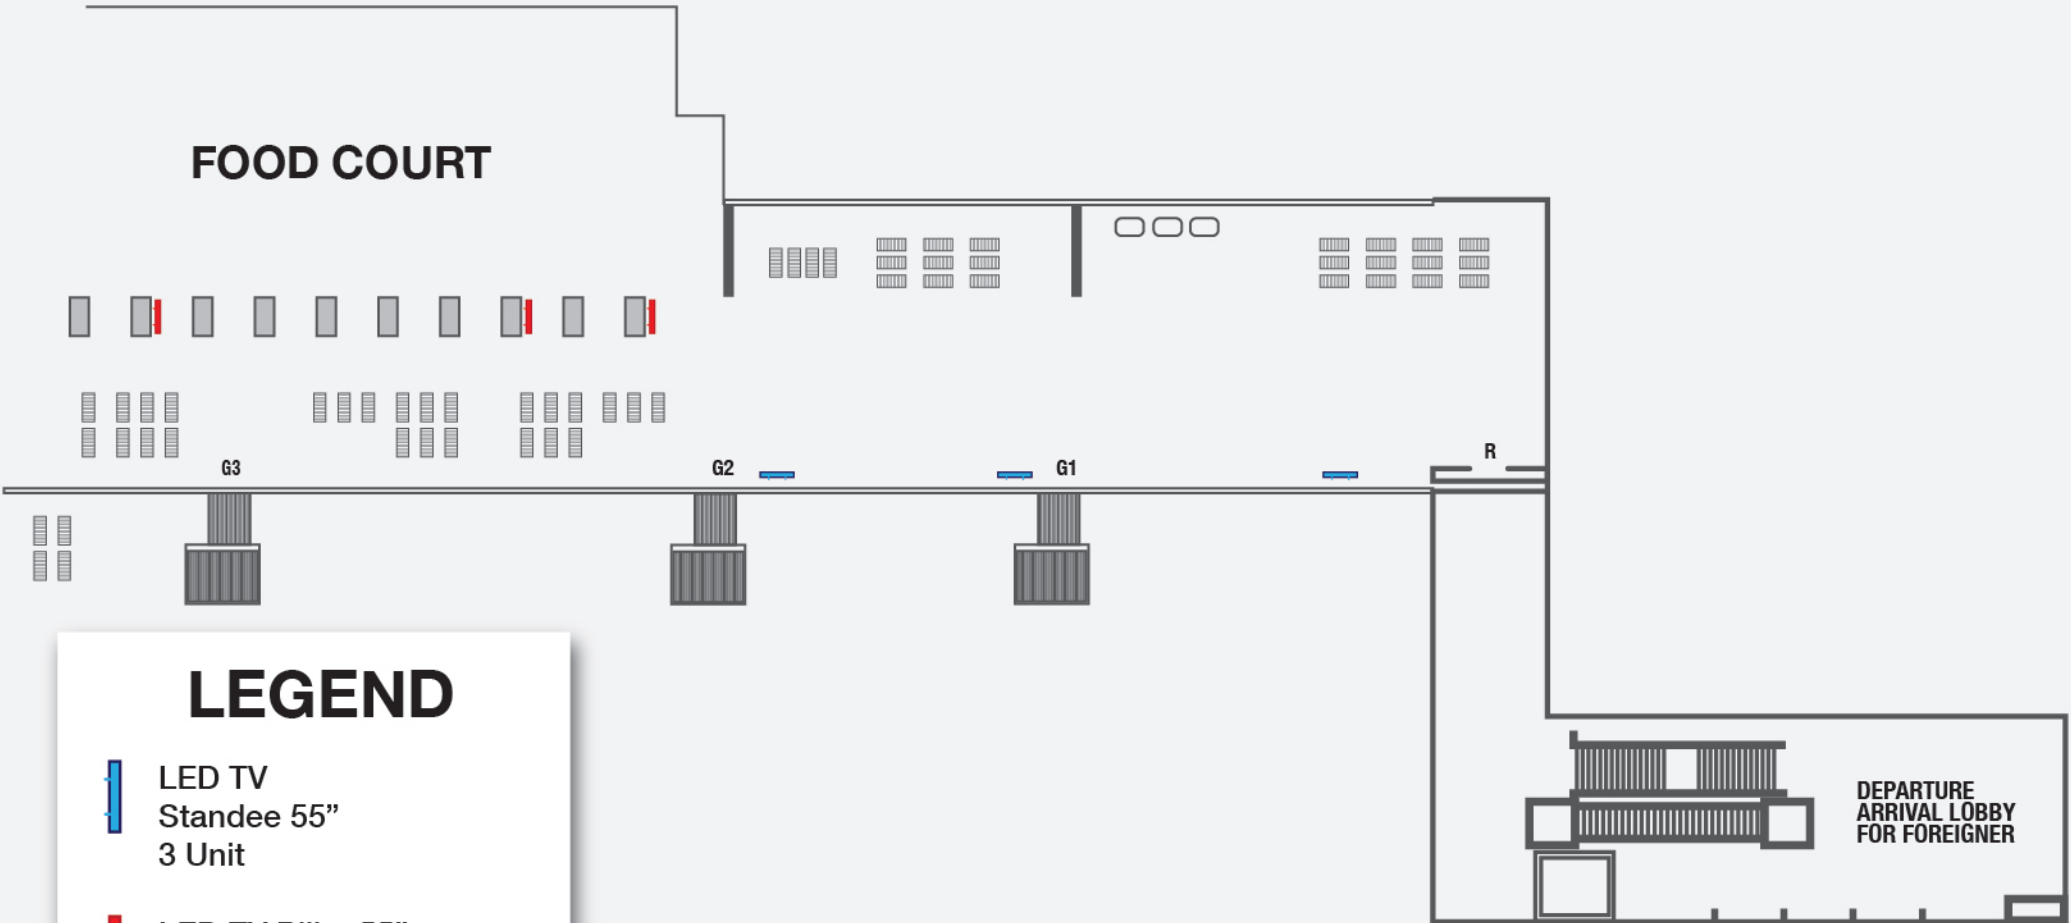 FOOD COURT
G3
G2
G1
R
LEGEND
LED TV
Standee 55”
3 Unit
DEPARTURE
ARRIVAL LOBBY
FOR FOREIGNER